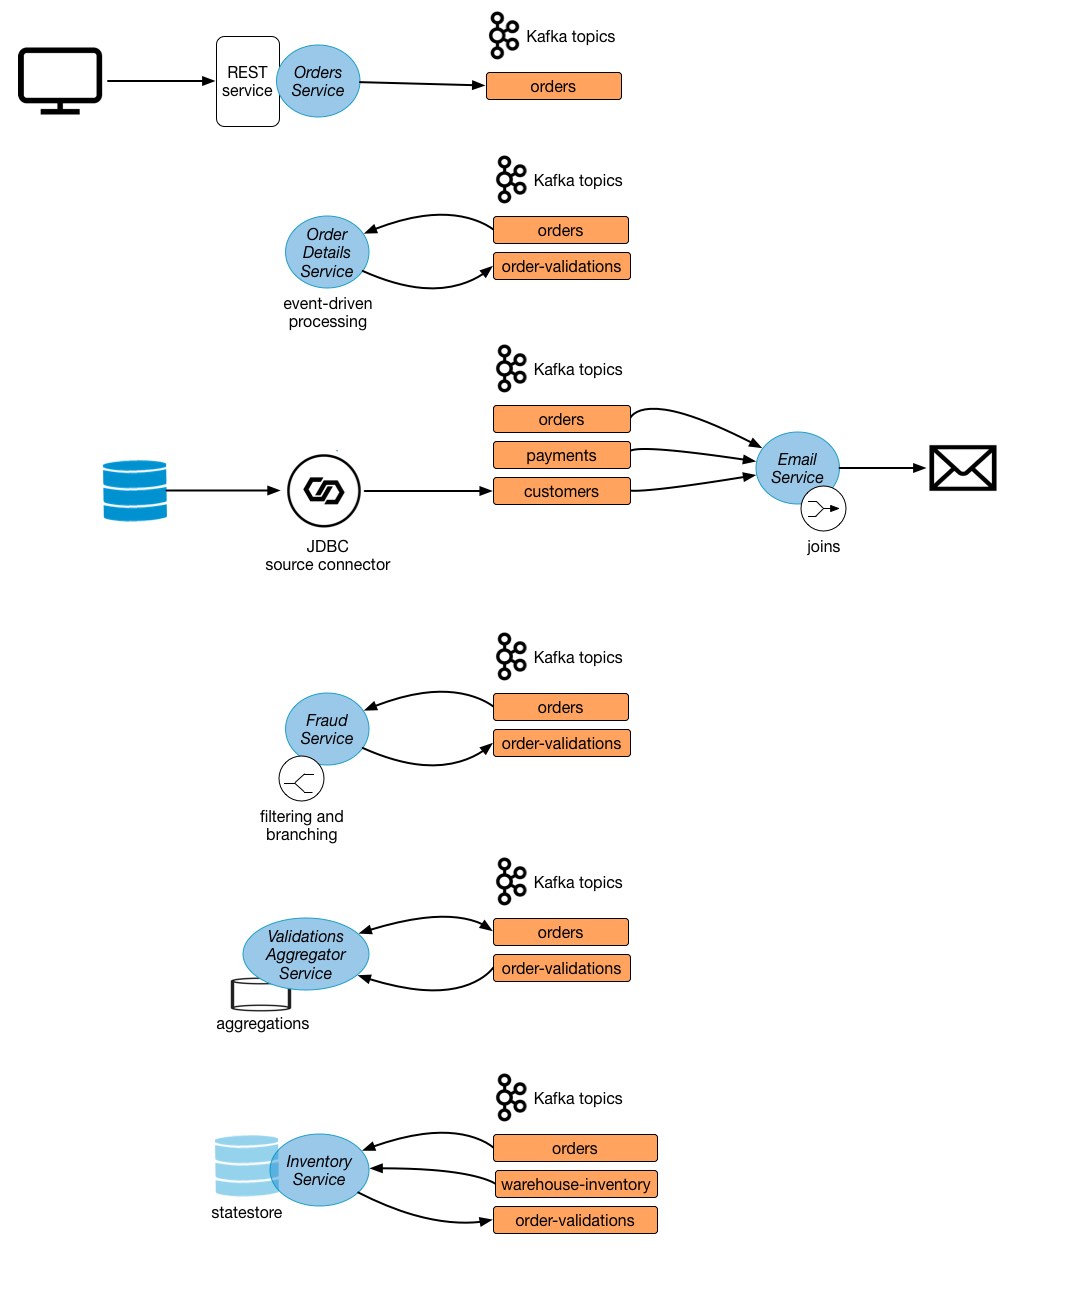 Kafka topics
REST
service
Orders
Service
orders
Kafka topics
Order
Details
Service
orders
order-validations
event-driven
processing
Kafka topics
orders
payments
customers
Email
Service
joins
JDBC
source connector
Kafka topics
Fraud
Service
orders
order-validations
filtering and
branching
Kafka topics
Validations
Aggregator
Service
orders
order-validations
aggregations
Kafka topics
Inventory
Service
orders
warehouse-inventory
order-validations
statestore